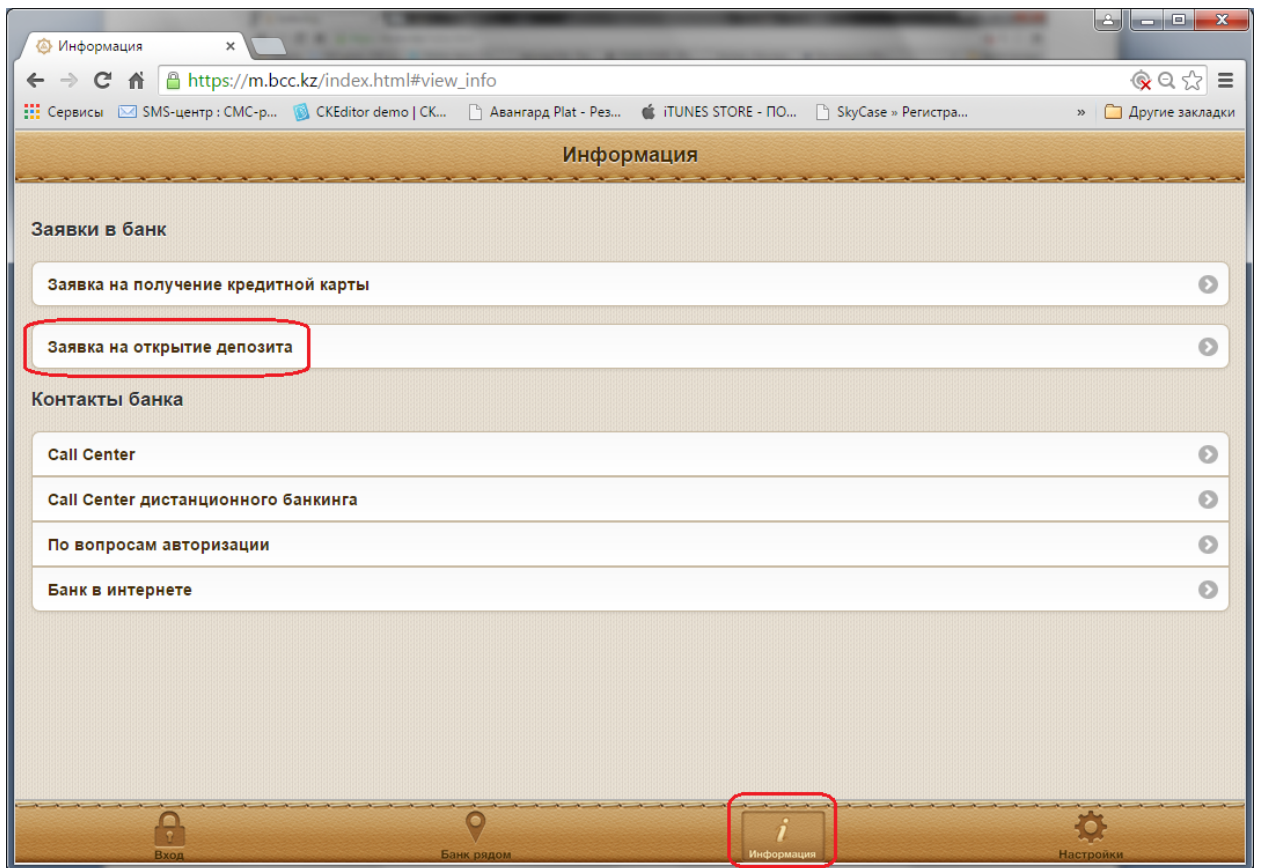 Информация
https://m.bcc.kz/index.html#view_info
Сервисы SMS-центр : СМС-р... CKEditor demo | CK... Авангард Plat - Рез... iTUNES STORE - ПО... SkyCase » Регистра... » Другие закладки
Информация
Заявки в банк
Заявка на получение кредитной карты
Заявка на открытие депозита
Контакты банка
Call Center
Call Center дистанционного банкинга
По вопросам авторизации
Банк в интернете
Вход Банк рядом Информация Настройки